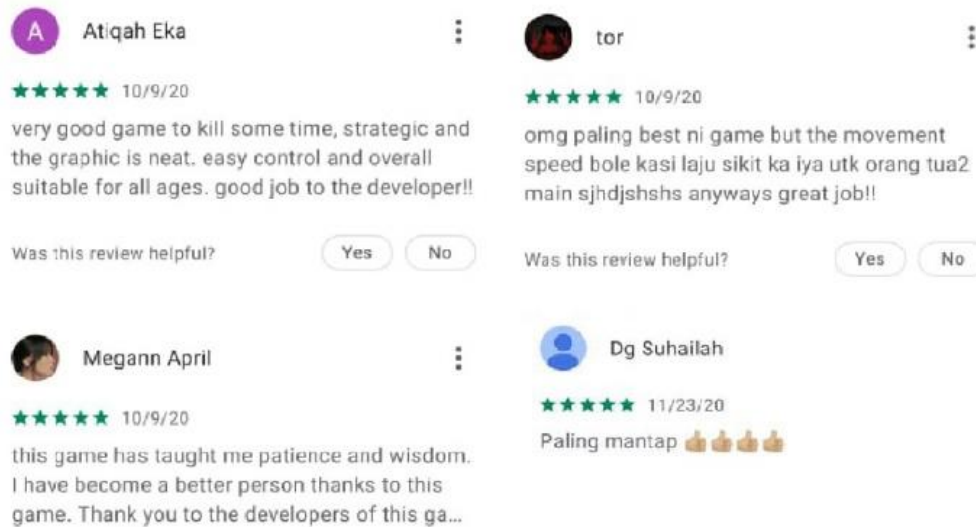 A
Atiqah Eka
10/9/20
very good game to kill some time, strategic and
the graphic is neat. easy control and overall
suitable for all ages. good job to the developer!!
Was this review helpful?
Yes
No
tor
10/9/20
omg paling best ni game but the movement
speed bole kasi laju sikit ka iya utk orang tua2
main sjhdjshshs anyways great job!!
Was this review helpful?
Yes
No
Megann April
10/9/20
this game has taught me patience and wisdom.
I have become a better person thanks to this
game. Thank you to the developers of this ga...
Dg Suhailah
11/23/20
Paling mantap 👍🏼👍🏼👍🏼👍🏼